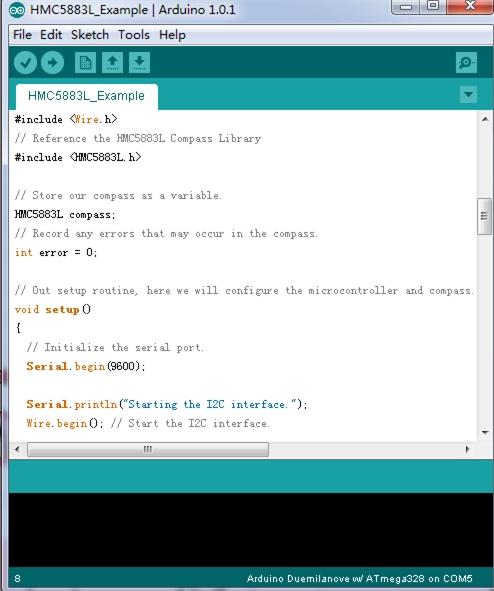 HMC5883L_Example | Arduino 1.0.1
File Edit Sketch Tools Help
HMC5883L_Example
#include <Wire.h>
// Reference the HMC5883L Compass Library
#include <HMC5883L.h>
// Store our compass as a variable.
HMC5883L compass;
// Record any errors that may occur in the compass.
int error = 0;
// Out setup routine, here we will configure the microcontroller and compass.
void setup()
{
// Initialize the serial port.
Serial.begin(9600);
Serial.println("Starting the I2C interface.");
Wire.begin(); // Start the I2C interface.
8
Arduino Duemilanove w/ ATmega328 on COM5